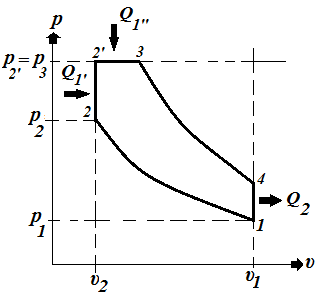 p
Q₁''
p₂' = p₃
2'
3
Q₁'
p₂
2
4
Q₂
p₁
1
v₂
v₁
v